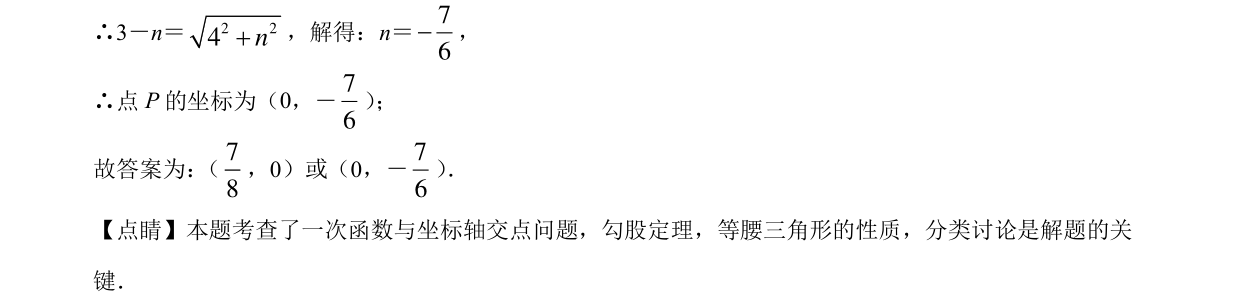 ∴3－n＝√(4²＋n²)，解得：n＝－7/6，
∴点 P 的坐标为（0，－7/6）；
故答案为：（7/8，0）或（0，－7/6）．
【点睛】本题考查了一次函数与坐标轴交点问题，勾股定理，等腰三角形的性质，分类讨论是解题的关
键．